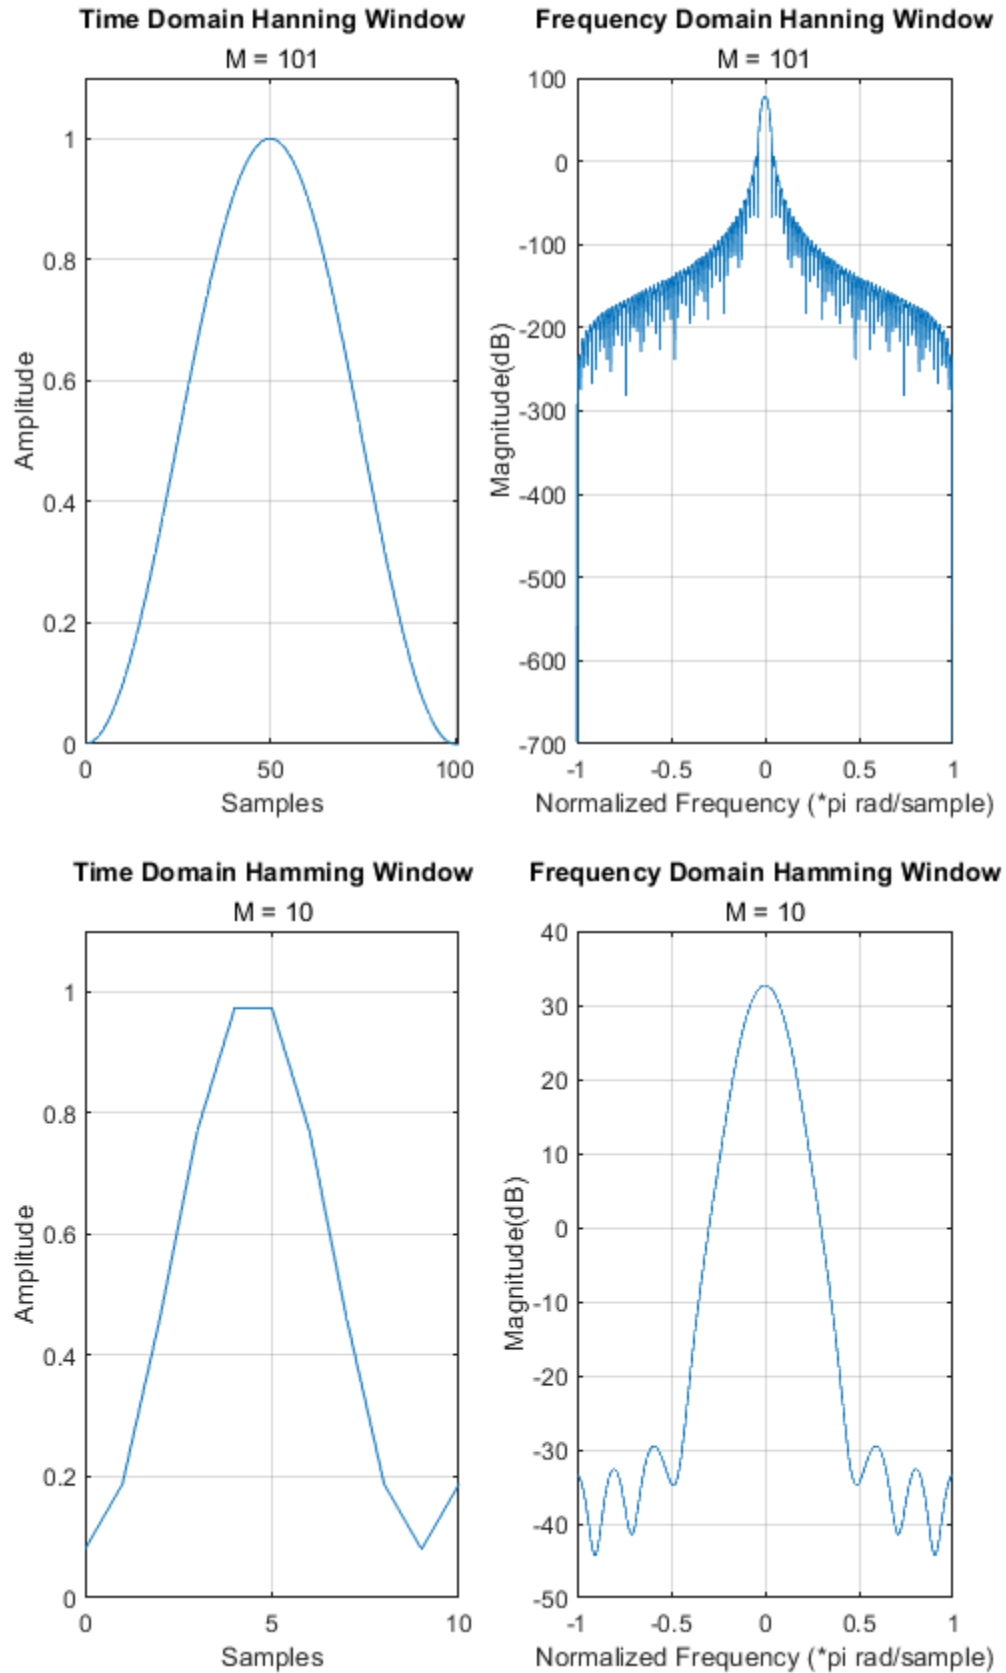 Time Domain Hanning Window
M = 101
1
0.8
0.6
0.4
0.2
0
0
50
100
Amplitude
Samples
Frequency Domain Hanning Window
M = 101
100
0
-100
-200
-300
-400
-500
-600
-700
-1
-0.5
0
0.5
1
Magnitude(dB)
Normalized Frequency (*pi rad/sample)
Time Domain Hamming Window
M = 10
1
0.8
0.6
0.4
0.2
0
0
5
10
Amplitude
Samples
Frequency Domain Hamming Window
M = 10
40
30
20
10
0
-10
-20
-30
-40
-50
-1
-0.5
0
0.5
1
Magnitude(dB)
Normalized Frequency (*pi rad/sample)